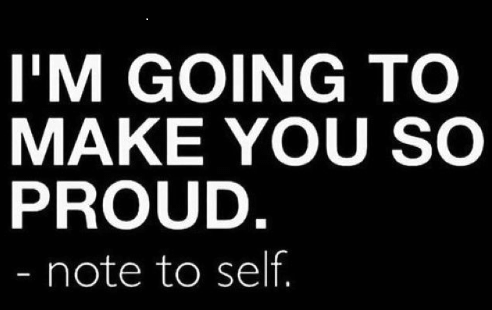 I'M GOING TO
MAKE YOU SO
PROUD.
- note to self.